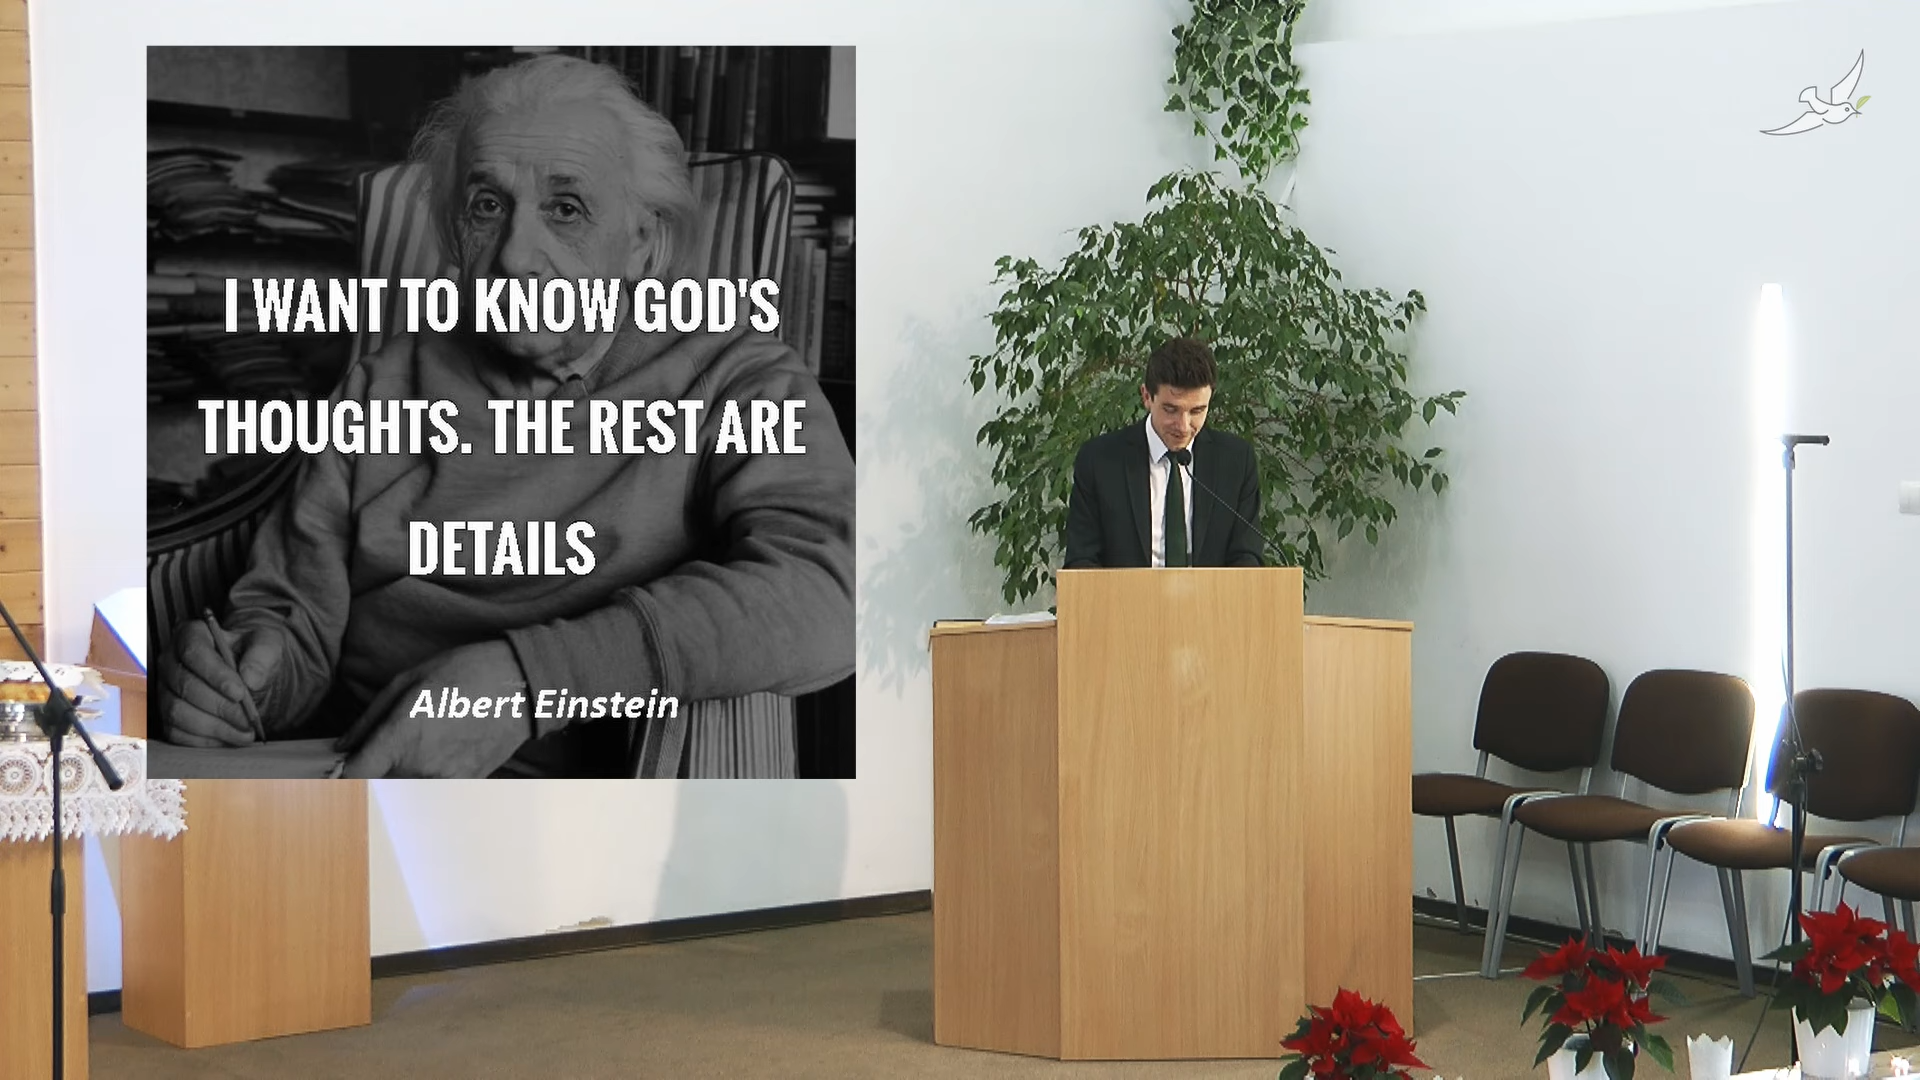 I WANT TO KNOW GOD'S
THOUGHTS. THE REST ARE
DETAILS
Albert Einstein